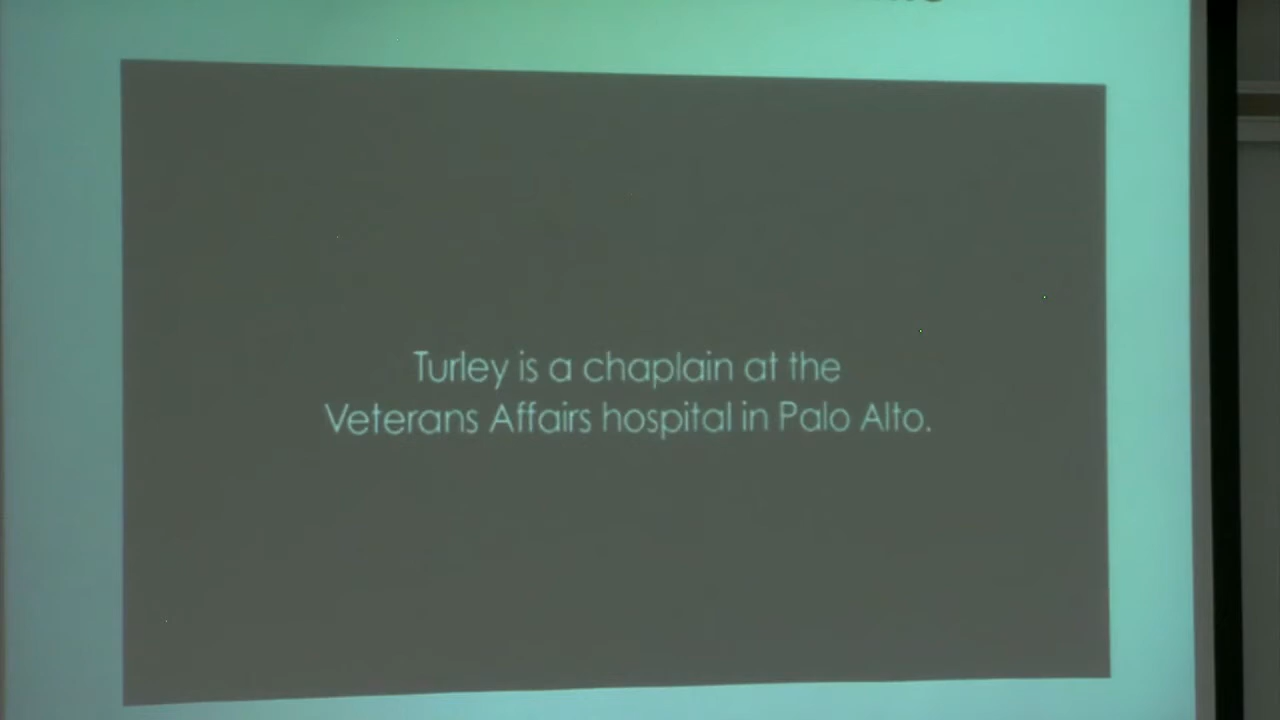 Turley is a chaplain at the
Veterans Affairs hospital in Palo Alto.